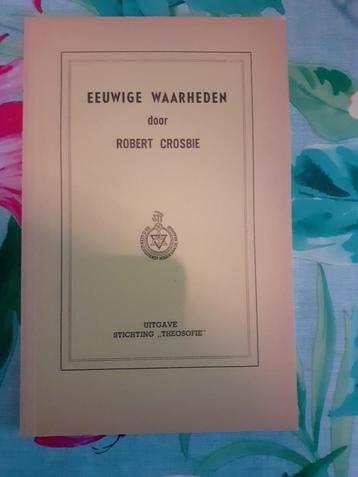 EEUWIGE WAARHEDEN
door
ROBERT CROSBIE
UITGAVE
STICHTING „THEOSOFIE"